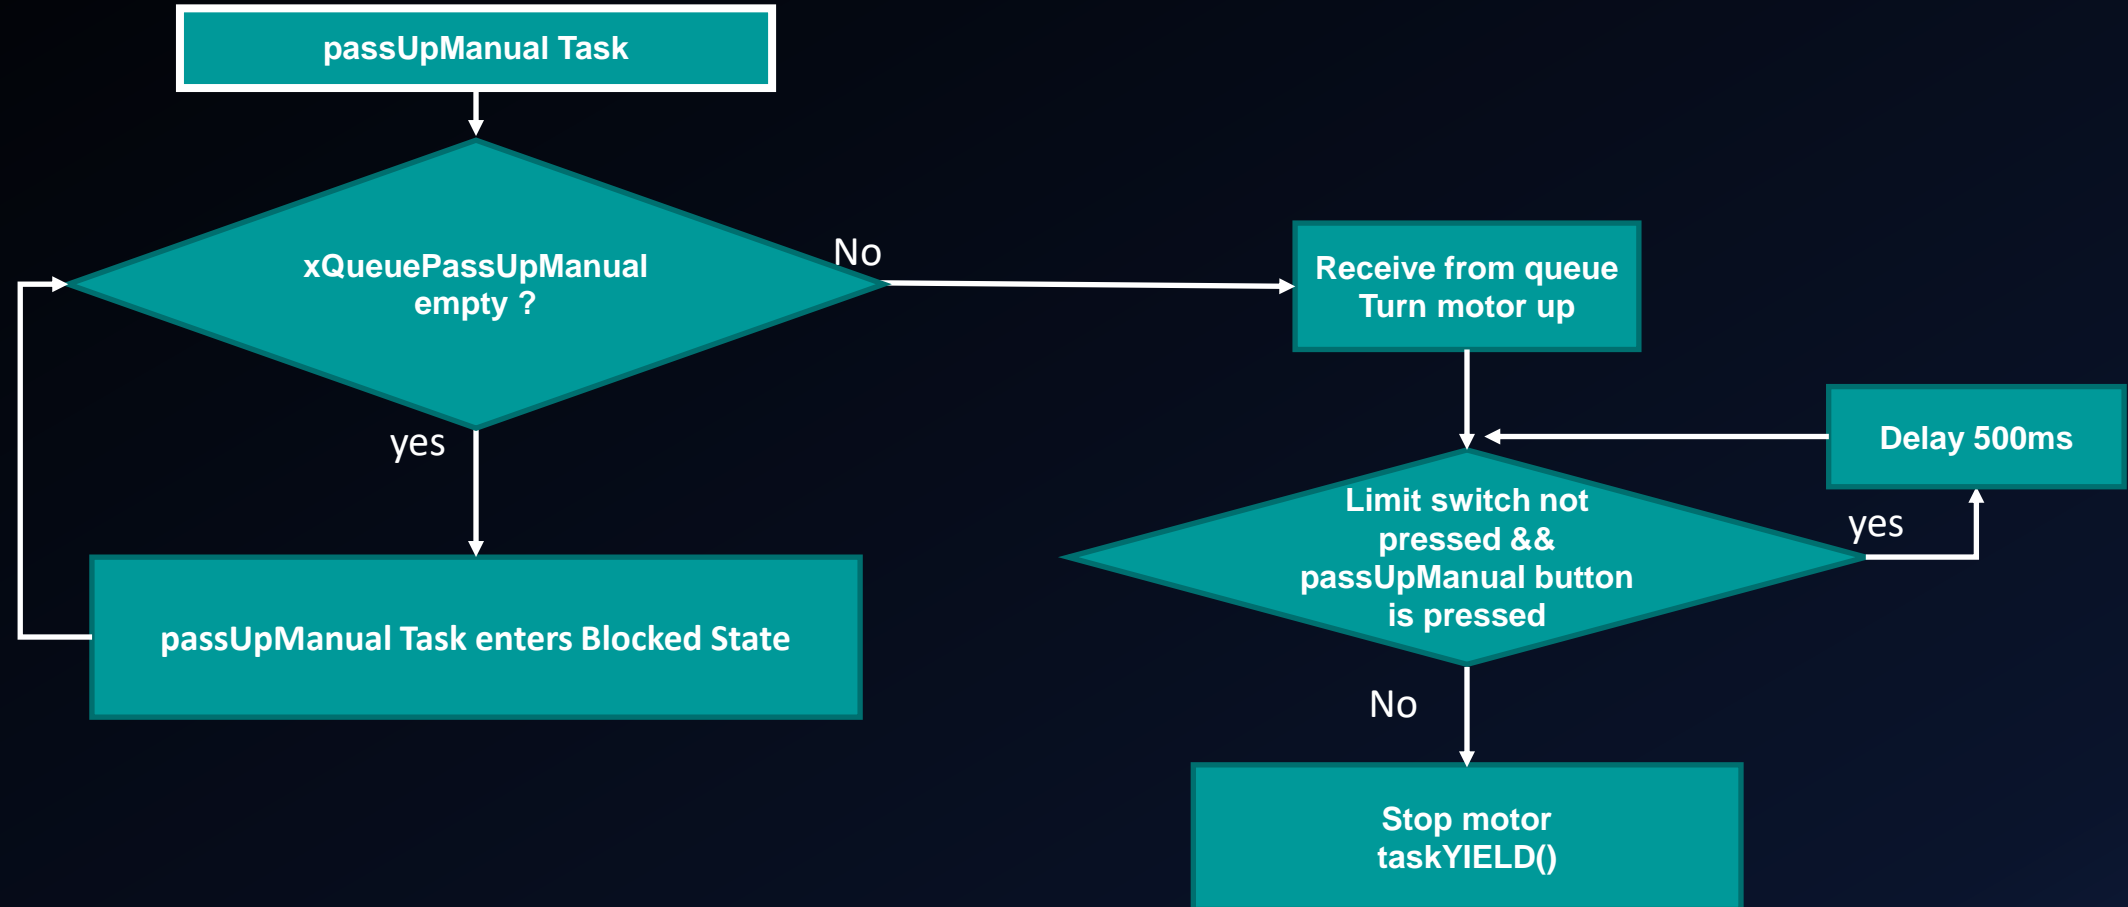 passUpManual Task
xQueuePassUpManual
empty ?
No
yes
passUpManual Task enters Blocked State
Receive from queue
Turn motor up
Delay 500ms
Limit switch not
pressed &&
passUpManual button
is pressed
yes
No
Stop motor
taskYIELD()